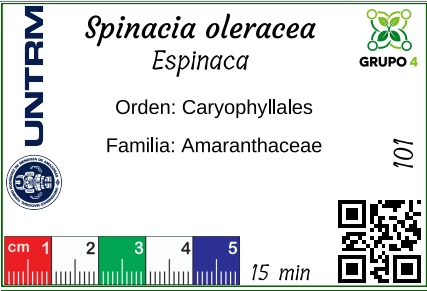 UNTRM
Spinacia oleracea
Espinaca
GRUPO 4
Orden: Caryophyllales
Familia: Amaranthaceae
101
cm 1 2 3 4 5
15 min